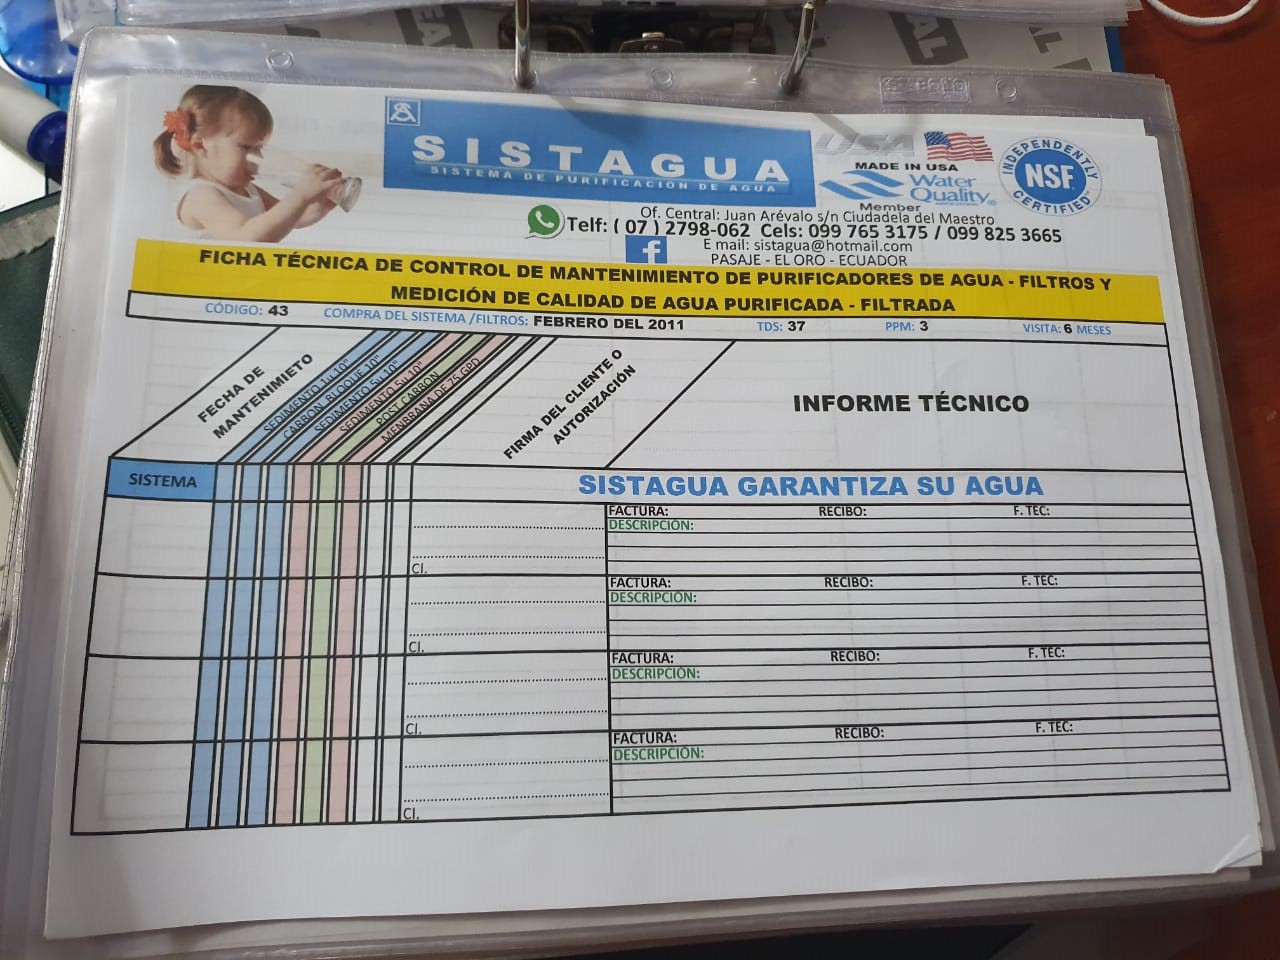 SISTAGUA
SISTEMA DE PURIFICACIÓN DE AGUA
USA
MADE IN USA
Water
Quality
Member
INDEPENDENTLY
NSF
CERTIFIED
Of. Central: Juan Arévalo s/n Ciudadela del Maestro
Telf: ( 07 ) 2798-062 Cels: 099 765 3175 / 099 825 3665
E mail: sistagua@hotmail.com
PASAJE - EL ORO - ECUADOR
FICHA TÉCNICA DE CONTROL DE MANTENIMIENTO DE PURIFICADORES DE AGUA - FILTROS Y
MEDICIÓN DE CALIDAD DE AGUA PURIFICADA - FILTRADA
CÓDIGO: 43 COMPRA DEL SISTEMA /FILTROS: FEBRERO DEL 2011 TDS: 37 PPM: 3 VISITA: 6 MESES
FECHA DE
MANTENIMIETO
SEDIMENTO 1u 10"
CARBON BLOQUE 10"
SEDIMENTO 5u 10"
SEDIMENTO 5u 10"
POST CARBON
MENBRANA DE 75 GPD
FIRMA DEL CLIENTE O
AUTORIZACIÓN
INFORME TÉCNICO
SISTEMA
SISTAGUA GARANTIZA SU AGUA
FACTURA: RECIBO: F. TEC:
DESCRIPCIÓN:
CI.
FACTURA: RECIBO: F. TEC:
DESCRIPCIÓN:
CI.
FACTURA: RECIBO: F. TEC:
DESCRIPCIÓN:
CI.
FACTURA: RECIBO: F. TEC:
DESCRIPCIÓN:
CI.